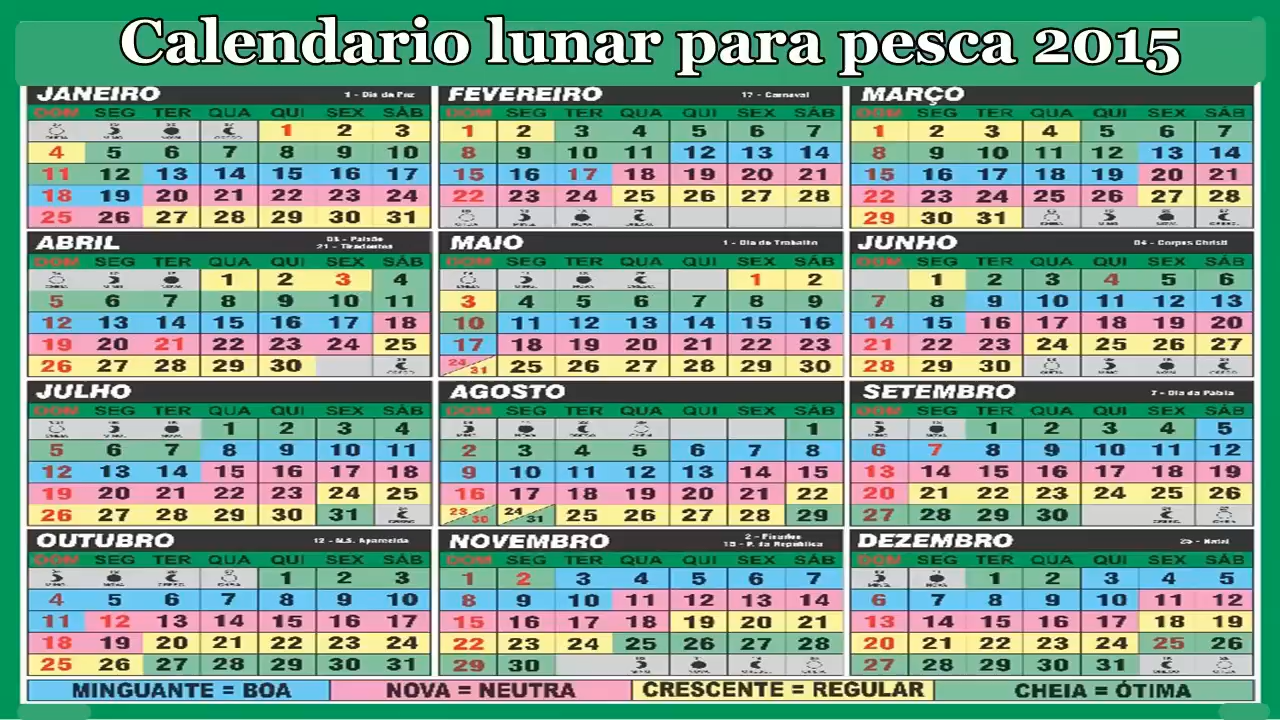 Calendario lunar para pesca 2015
JANEIRO 1 - Dia da Paz
DOM SEG TER QUA QUI SEX SÁB
1 2 3
4 5 6 7 8 9 10
11 12 13 14 15 16 17
18 19 20 21 22 23 24
25 26 27 28 29 30 31
FEVEREIRO 17 - Carnaval
DOM SEG TER QUA QUI SEX SÁB
1 2 3 4 5 6 7
8 9 10 11 12 13 14
15 16 17 18 19 20 21
22 23 24 25 26 27 28
MARÇO
DOM SEG TER QUA QUI SEX SÁB
1 2 3 4 5 6 7
8 9 10 11 12 13 14
15 16 17 18 19 20 21
22 23 24 25 26 27 28
29 30 31
ABRIL 03 - Paixão
21 - Tiradentes
DOM SEG TER QUA QUI SEX SÁB
1 2 3 4
5 6 7 8 9 10 11
12 13 14 15 16 17 18
19 20 21 22 23 24 25
26 27 28 29 30
MAIO 1 - Dia do Trabalho
DOM SEG TER QUA QUI SEX SÁB
1 2
3 4 5 6 7 8 9
10 11 12 13 14 15 16
17 18 19 20 21 22 23
24 31 25 26 27 28 29 30
JUNHO 04 - Corpus Christi
DOM SEG TER QUA QUI SEX SÁB
1 2 3 4 5 6
7 8 9 10 11 12 13
14 15 16 17 18 19 20
21 22 23 24 25 26 27
28 29 30
JULHO
DOM SEG TER QUA QUI SEX SÁB
1 2 3 4
5 6 7 8 9 10 11
12 13 14 15 16 17 18
19 20 21 22 23 24 25
26 27 28 29 30 31
AGOSTO
DOM SEG TER QUA QUI SEX SÁB
1
2 3 4 5 6 7 8
9 10 11 12 13 14 15
16 17 18 19 20 21 22
23 30 24 31 25 26 27 28 29
SETEMBRO 7 - Dia da Pátria
DOM SEG TER QUA QUI SEX SÁB
1 2 3 4 5
6 7 8 9 10 11 12
13 14 15 16 17 18 19
20 21 22 23 24 25 26
27 28 29 30
OUTUBRO 12 - N.S. Aparecida
DOM SEG TER QUA QUI SEX SÁB
1 2 3
4 5 6 7 8 9 10
11 12 13 14 15 16 17
18 19 20 21 22 23 24
25 26 27 28 29 30 31
NOVEMBRO 2 - Finados
15 - P. da República
DOM SEG TER QUA QUI SEX SÁB
1 2 3 4 5 6 7
8 9 10 11 12 13 14
15 16 17 18 19 20 21
22 23 24 25 26 27 28
29 30
DEZEMBRO 25 - Natal
DOM SEG TER QUA QUI SEX SÁB
1 2 3 4 5
6 7 8 9 10 11 12
13 14 15 16 17 18 19
20 21 22 23 24 25 26
27 28 29 30 31
MINGUANTE = BOA NOVA = NEUTRA CRESCENTE = REGULAR CHEIA = ÓTIMA